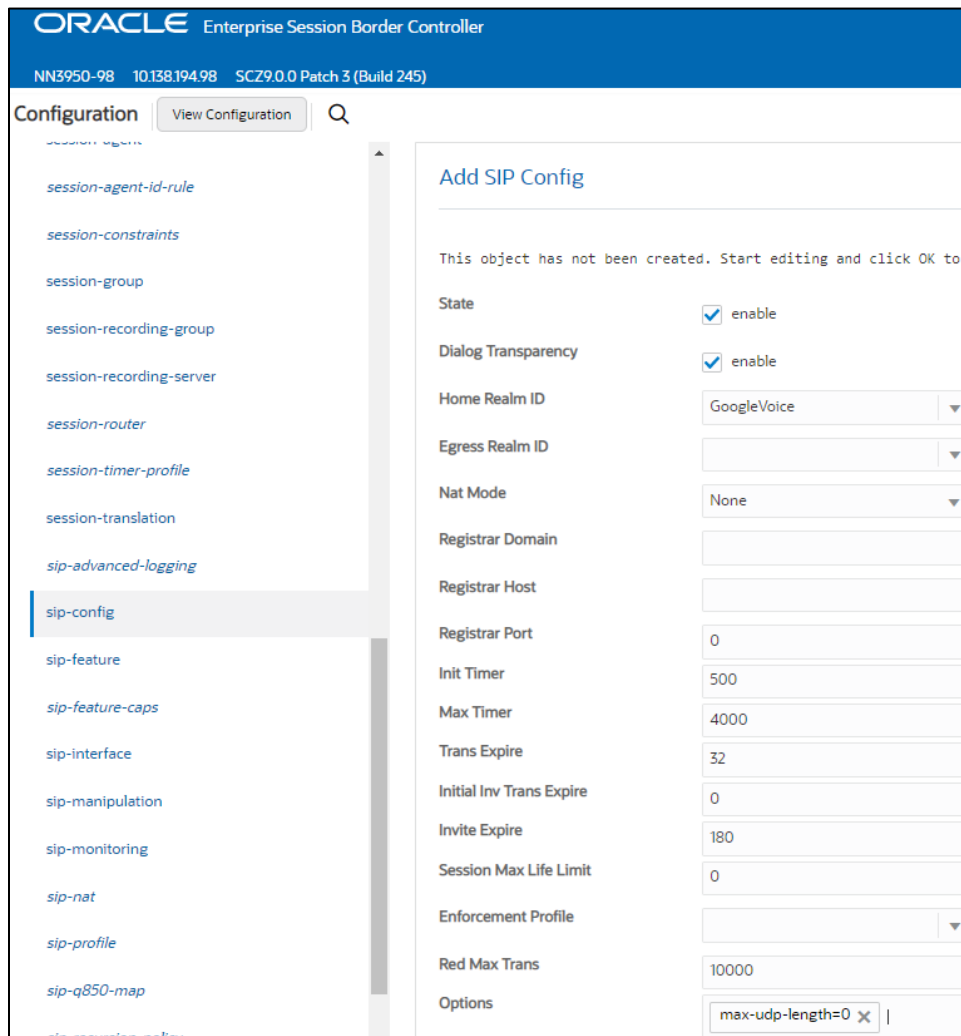 ORACLE Enterprise Session Border Controller
NN3950-98 10.138.194.98 SCZ9.0.0 Patch 3 (Build 245)
Configuration View Configuration
session-agent
session-agent-id-rule
session-constraints
session-group
session-recording-group
session-recording-server
session-router
session-timer-profile
session-translation
sip-advanced-logging
sip-config
sip-feature
sip-feature-caps
sip-interface
sip-manipulation
sip-monitoring
sip-nat
sip-profile
sip-q850-map
sip-recursion-policy
Add SIP Config
This object has not been created. Start editing and click OK to
State enable
Dialog Transparency enable
Home Realm ID GoogleVoice
Egress Realm ID
Nat Mode None
Registrar Domain
Registrar Host
Registrar Port 0
Init Timer 500
Max Timer 4000
Trans Expire 32
Initial Inv Trans Expire 0
Invite Expire 180
Session Max Life Limit 0
Enforcement Profile
Red Max Trans 10000
Options max-udp-length=0